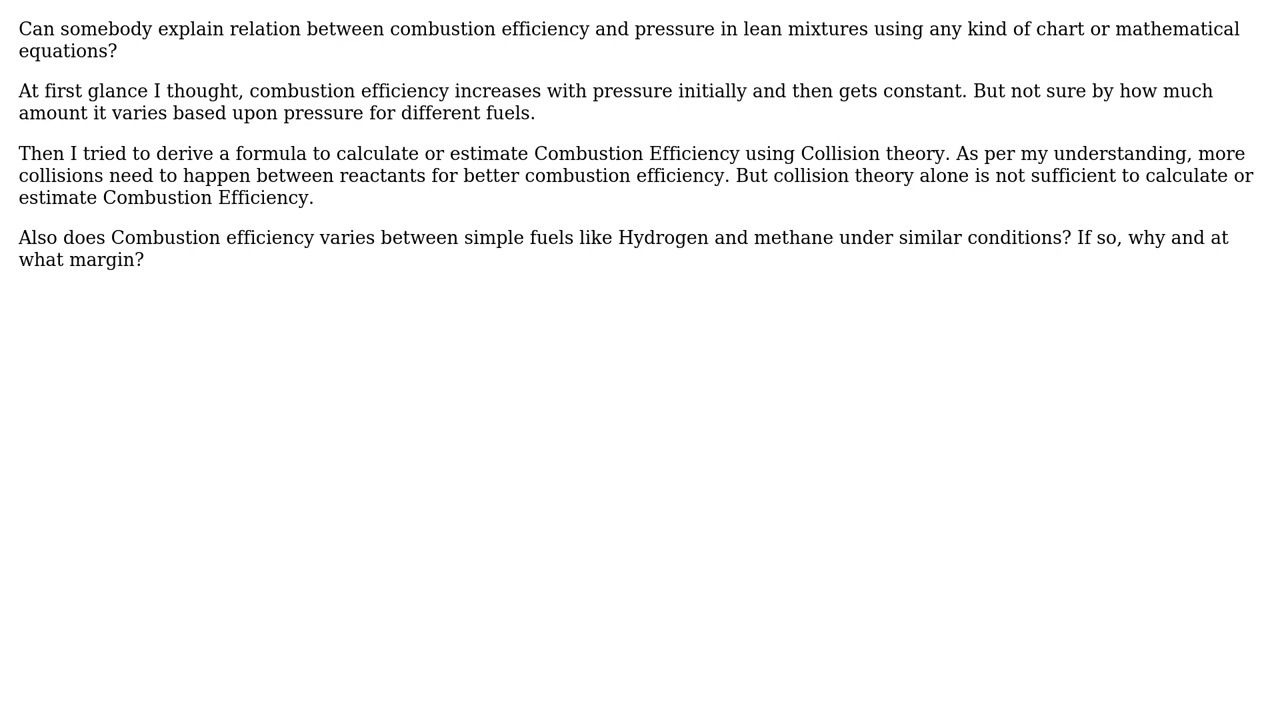 Can somebody explain relation between combustion efficiency and pressure in lean mixtures using any kind of chart or mathematical
equations?
At first glance I thought, combustion efficiency increases with pressure initially and then gets constant. But not sure by how much
amount it varies based upon pressure for different fuels.
Then I tried to derive a formula to calculate or estimate Combustion Efficiency using Collision theory. As per my understanding, more
collisions need to happen between reactants for better combustion efficiency. But collision theory alone is not sufficient to calculate or
estimate Combustion Efficiency.
Also does Combustion efficiency varies between simple fuels like Hydrogen and methane under similar conditions? If so, why and at
what margin?